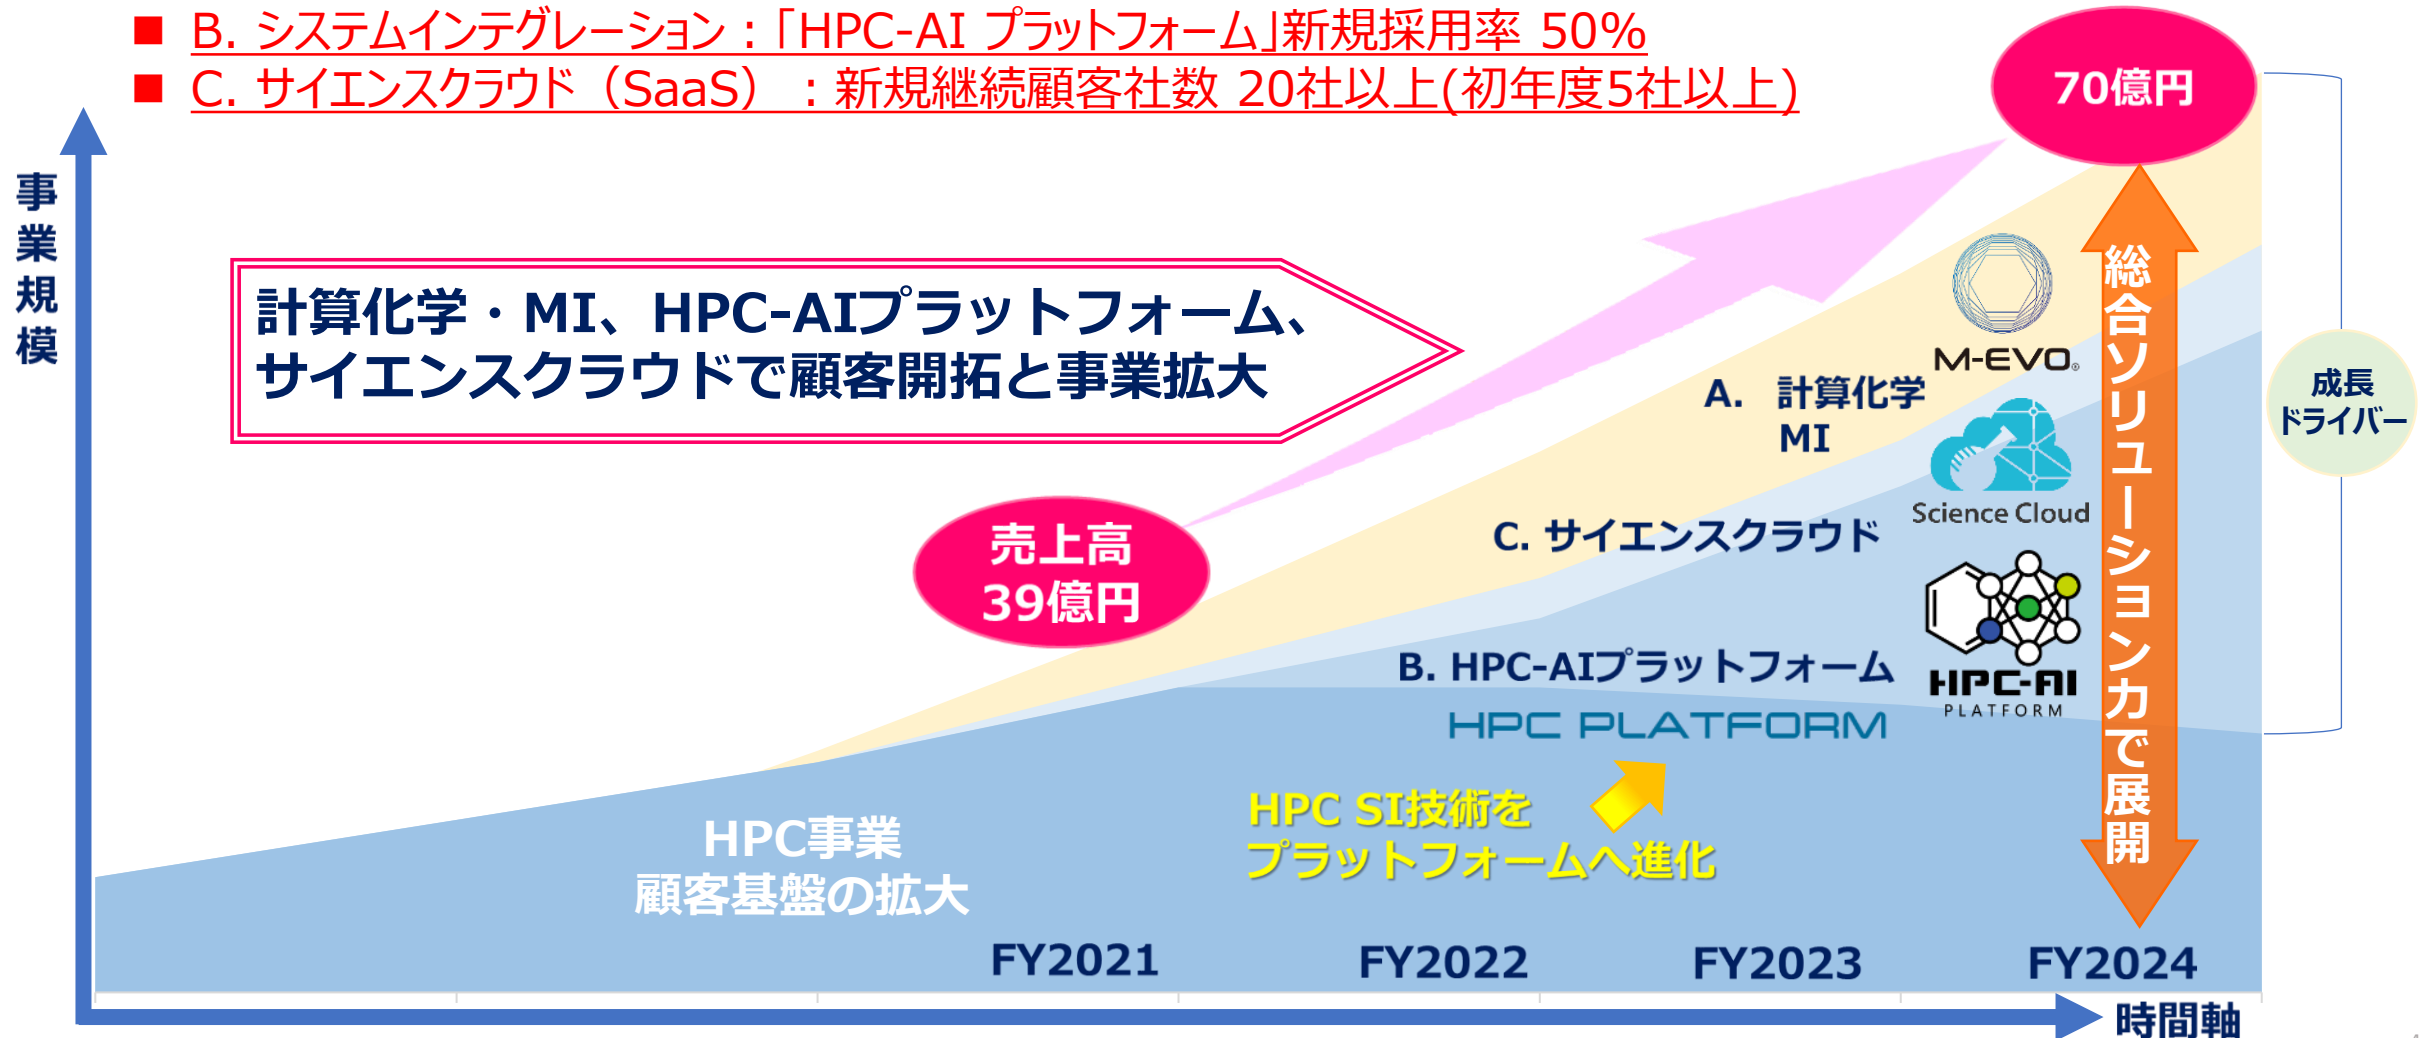 ■ B. システムインテグレーション：「HPC-AI プラットフォーム」新規採用率 50%
■ C. サイエンスクラウド（SaaS）：新規継続顧客社数 20社以上(初年度5社以上)
70億円
事業規模
計算化学・MI、HPC-AIプラットフォーム、
サイエンスクラウドで顧客開拓と事業拡大
総合ソリューション力で展開
M-EVO®
A. 計算化学
MI
成長
ドライバー
Science Cloud
C. サイエンスクラウド
売上高
39億円
B. HPC-AIプラットフォーム
HPC-AI
PLATFORM
HPC PLATFORM
HPC SI技術を
プラットフォームへ進化
HPC事業
顧客基盤の拡大
FY2021
FY2022
FY2023
FY2024
時間軸